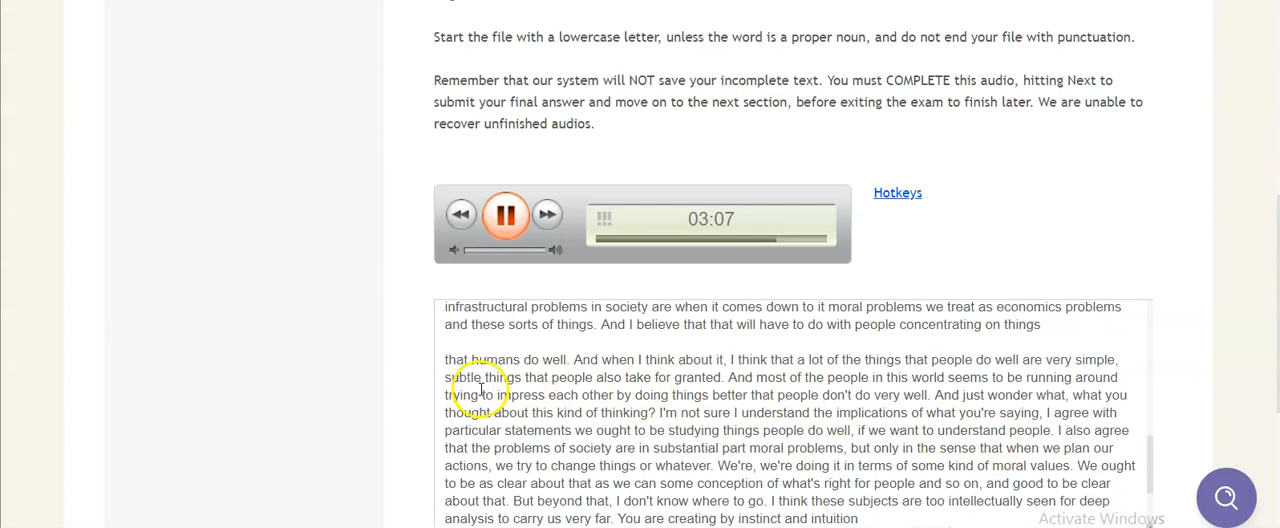 Start the file with a lowercase letter, unless the word is a proper noun, and do not end your file with punctuation.
Remember that our system will NOT save your incomplete text. You must COMPLETE this audio, hitting Next to
submit your final answer and move on to the next section, before exiting the exam to finish later. We are unable to
recover unfinished audios.
Hotkeys
03:07
infrastructural problems in society are when it comes down to it moral problems we treat as economics problems
and these sorts of things. And I believe that that will have to do with people concentrating on things
that humans do well. And when I think about it, I think that a lot of the things that people do well are very simple,
subtle things that people also take for granted. And most of the people in this world seems to be running around
trying to impress each other by doing things better that people don't do very well. And just wonder what, what you
thought about this kind of thinking? I'm not sure I understand the implications of what you're saying, I agree with
particular statements we ought to be studying things people do well, if we want to understand people. I also agree
that the problems of society are in substantial part moral problems, but only in the sense that when we plan our
actions, we try to change things or whatever. We're, we're doing it in terms of some kind of moral values. We ought
to be as clear about that as we can some conception of what's right for people and so on, and good to be clear
about that. But beyond that, I don't know where to go. I think these subjects are too intellectually seen for deep
analysis to carry us very far. You are creating by instinct and intuition
Activate Windows